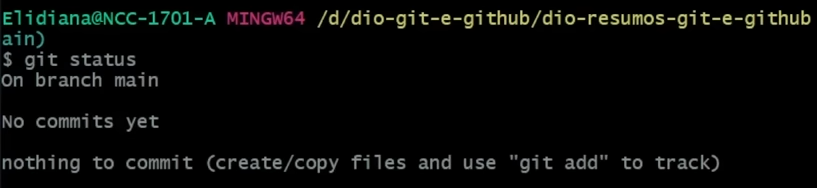 Elidiana@NCC-1701-A MINGW64 /d/dio-git-e-github/dio-resumos-git-e-github
ain)
$ git status
On branch main
No commits yet
nothing to commit (create/copy files and use "git add" to track)